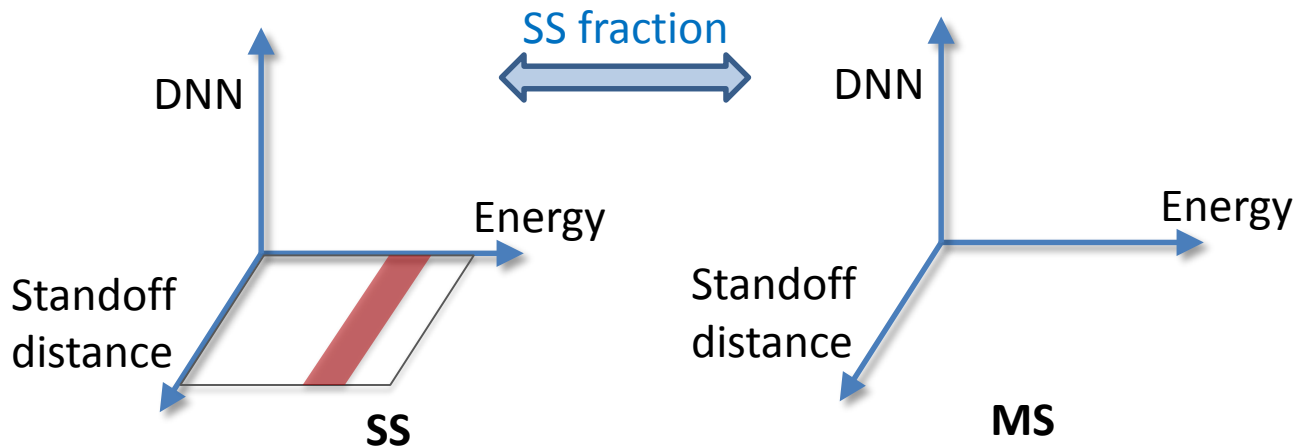 SS fraction
DNN
Energy
Standoff
distance
SS
DNN
Energy
Standoff
distance
MS